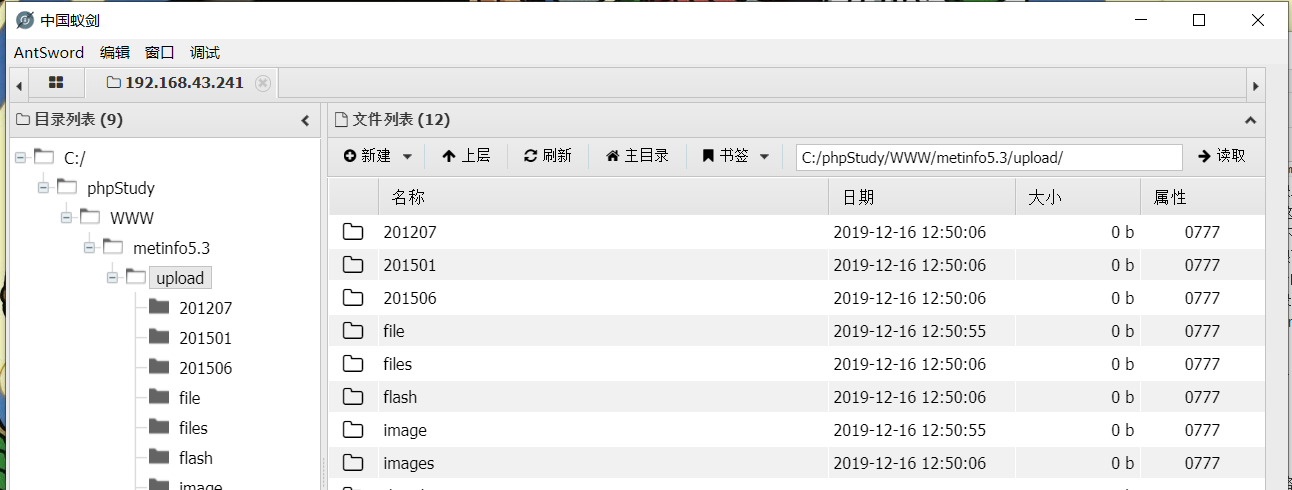 中国蚁剑
AntSword 编辑 窗口 调试
192.168.43.241
目录列表 (9)
文件列表 (12)
新建 上层 刷新 主目录 书签 C:/phpStudy/WWW/metinfo5.3/upload/ 读取
C:/
phpStudy
WWW
metinfo5.3
upload
201207
201501
201506
file
files
flash
image
名称 日期 大小 属性
201207 2019-12-16 12:50:06 0 b 0777
201501 2019-12-16 12:50:06 0 b 0777
201506 2019-12-16 12:50:06 0 b 0777
file 2019-12-16 12:50:55 0 b 0777
files 2019-12-16 12:50:06 0 b 0777
flash 2019-12-16 12:50:06 0 b 0777
image 2019-12-16 12:50:55 0 b 0777
images 2019-12-16 12:50:06 0 b 0777